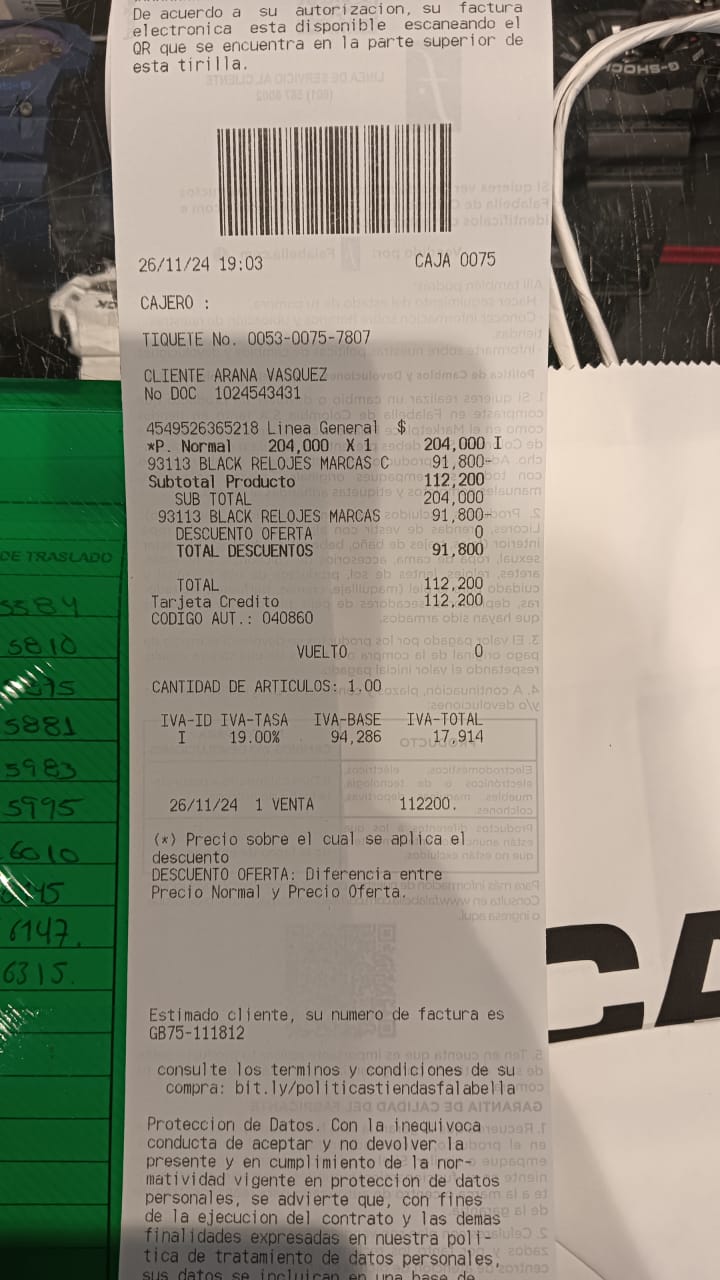 De acuerdo a su autorizacion, su factura
electronica esta disponible escaneando el
QR que se encuentra en la parte superior de
esta tirilla.
G-SHOCK
26/11/24 19:03 CAJA 0075
CAJERO :
TIQUETE No. 0053-0075-7807
CLIENTE ARANA VASQUEZ
No DOC 1024543431
4549526365218 Linea General $
*P. Normal 204,000 X 1 204,000 I
93113 BLACK RELOJES MARCAS C 91,800-
Subtotal Producto 112,200
SUB TOTAL 204,000
93113 BLACK RELOJES MARCAS 91,800-
DESCUENTO OFERTA 0
TOTAL DESCUENTOS 91,800
TOTAL 112,200
Tarjeta Credito 112,200
CODIGO AUT.: 040860
VUELTO 0
CANTIDAD DE ARTICULOS: 1.00
IVA-ID IVA-TASA IVA-BASE IVA-TOTAL
I 19.00% 94,286 17,914
26/11/24 1 VENTA 112200.
(*) Precio sobre el cual se aplica el
descuento
DESCUENTO OFERTA: Diferencia entre
Precio Normal y Precio Oferta.
Estimado cliente, su numero de factura es
GB75-111812
consulte los terminos y condiciones de su
compra: bit.ly/politicastiendasfalabella
Proteccion de Datos. Con la inequivoca
conducta de aceptar y no devolver la
presente y en cumplimiento de la nor-
matividad vigente en proteccion de datos
personales, se advierte que, con fines
de la ejecucion del contrato y las demas
finalidades expresadas en nuestra poli-
tica de tratamiento de datos personales,
sus datos se incluiran en una base de
DE TRASLADO
5584
5810
5881
5983
5995
6010
6147.
6315.
CA